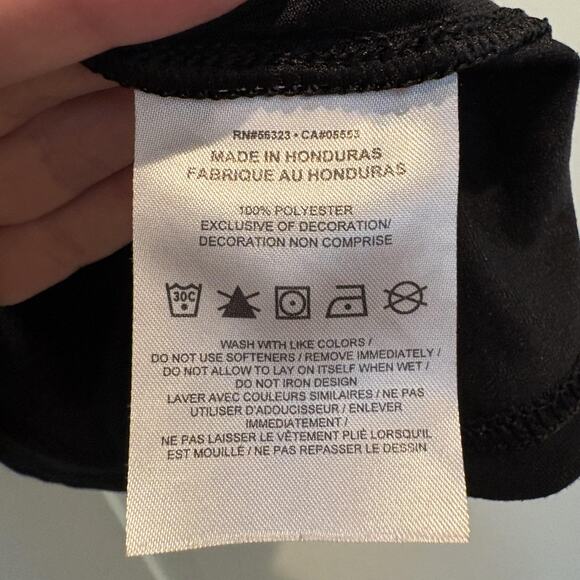 RN#56323 • CA#05553
MADE IN HONDURAS
FABRIQUE AU HONDURAS
100% POLYESTER
EXCLUSIVE OF DECORATION/
DECORATION NON COMPRISE
30C
WASH WITH LIKE COLORS /
DO NOT USE SOFTENERS / REMOVE IMMEDIATELY /
DO NOT ALLOW TO LAY ON ITSELF WHEN WET /
DO NOT IRON DESIGN
LAVER AVEC COULEURS SIMILAIRES / NE PAS
UTILISER D'ADOUCISSEUR / ENLEVER
IMMEDIATEMENT /
NE PAS LAISSER LE VÊTEMENT PLIÉ LORSQU'IL
EST MOUILLÉ / NE PAS REPASSER LE DESSIN